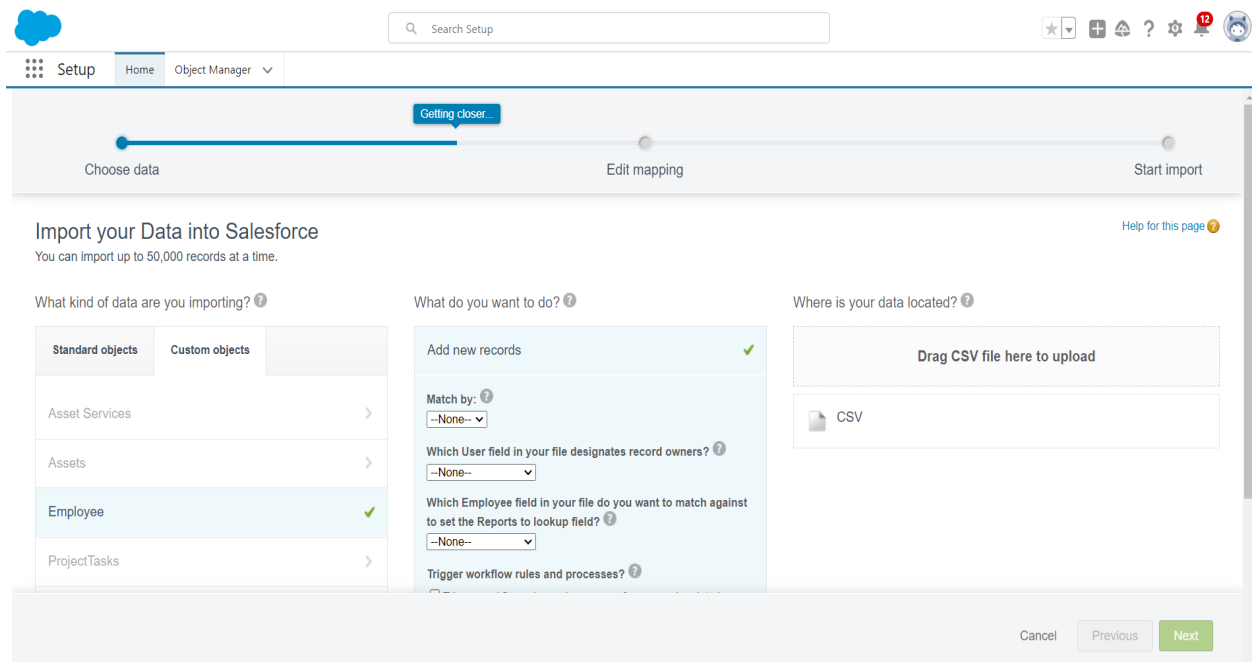 Search Setup
12
Setup
Home
Object Manager
Getting closer...
Choose data
Edit mapping
Start import
Import your Data into Salesforce
Help for this page
You can import up to 50,000 records at a time.
What kind of data are you importing?
What do you want to do?
Where is your data located?
Standard objects
Custom objects
Asset Services
Assets
Employee
ProjectTasks
Add new records
Match by:
--None--
Which User field in your file designates record owners?
--None--
Which Employee field in your file do you want to match against
to set the Reports to lookup field?
--None--
Trigger workflow rules and processes?
Drag CSV file here to upload
CSV
Cancel
Previous
Next